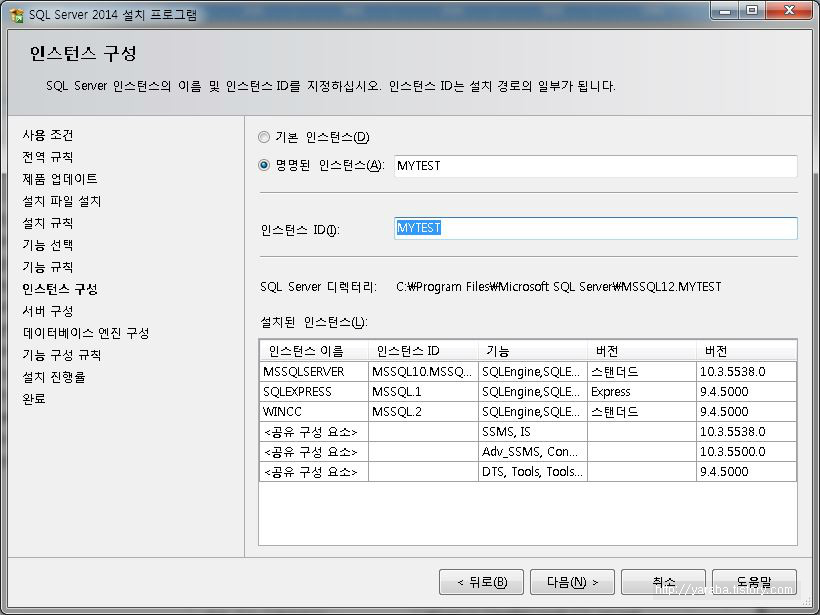 SQL Server 2014 설치 프로그램
인스턴스 구성
SQL Server 인스턴스의 이름 및 인스턴스 ID를 지정하십시오. 인스턴스 ID는 설치 경로의 일부가 됩니다.
사용 조건
전역 규칙
제품 업데이트
설치 파일 설치
설치 규칙
기능 선택
기능 규칙
인스턴스 구성
서버 구성
데이터베이스 엔진 구성
기능 구성 규칙
설치 진행률
완료
기본 인스턴스(D)
명명된 인스턴스(A): MYTEST
인스턴스 ID(I): MYTEST
SQL Server 디렉터리: C:₩Program Files₩Microsoft SQL Server₩MSSQL12.MYTEST
설치된 인스턴스(L):
인스턴스 이름 인스턴스 ID 기능 버전 버전
MSSQLSERVER MSSQL10.MSSQ... SQLEngine,SQLE... 스탠더드 10.3.5538.0
SQLEXPRESS MSSQL.1 SQLEngine,SQLE... Express 9.4.5000
WINCC MSSQL.2 SQLEngine,SQLE... 스탠더드 9.4.5000
<공유 구성 요소> SSMS, IS 10.3.5538.0
<공유 구성 요소> Adv_SSMS, Con... 10.3.5500.0
<공유 구성 요소> DTS, Tools, Tools... 9.4.5000
< 뒤로(B) 다음(N) > 취소 도움말
http://yaraba.tistory.com